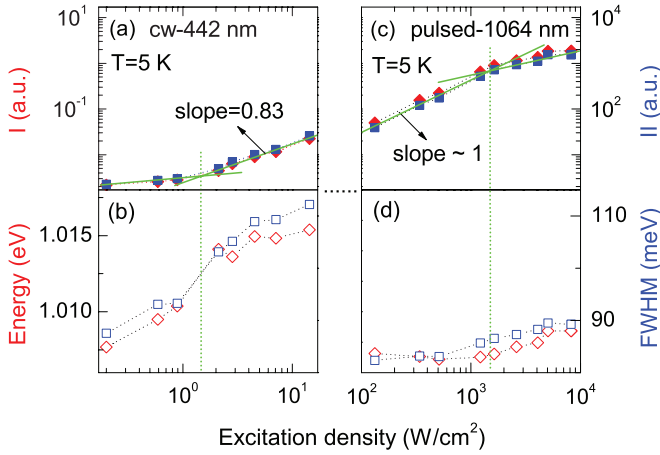 (a) cw-442 nm
T=5 K
slope=0.83
I (a.u.)
10⁻¹
(c) pulsed-1064 nm
T=5 K
slope ~ 1
10⁴
10²
II (a.u.)
(b)
Energy (eV)
1.015
1.010
(d)
110
90
FWHM (meV)
10⁰ 10¹ 10² 10³ 10⁴
Excitation density (W/cm²)